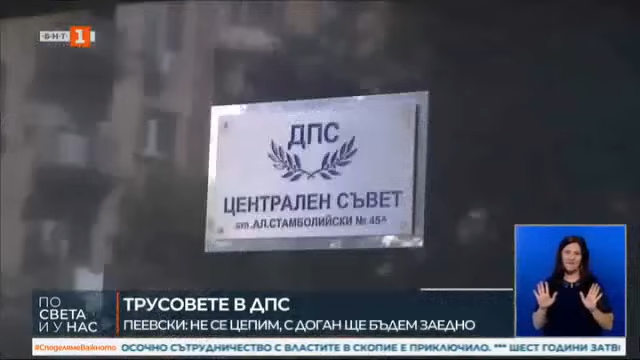 БНТ 1
ДПС
ЦЕНТРАЛЕН СЪВЕТ
бул. АЛ.СТАМБОЛИЙСКИ № 45А
ПО СВЕТА И У НАС
ТРУСОВЕТЕ В ДПС
ПЕЕВСКИ: НЕ СЕ ЦЕПИМ, С ДОГАН ЩЕ БЪДЕМ ЗАЕДНО
#СподелямеВажното
ОСОЧНО СЪТРУДНИЧЕСТВО С ВЛАСТИТЕ В СКОПИЕ Е ПРИКЛЮЧИЛО. *** ШЕСТ ГОДИНИ ЗАТВ